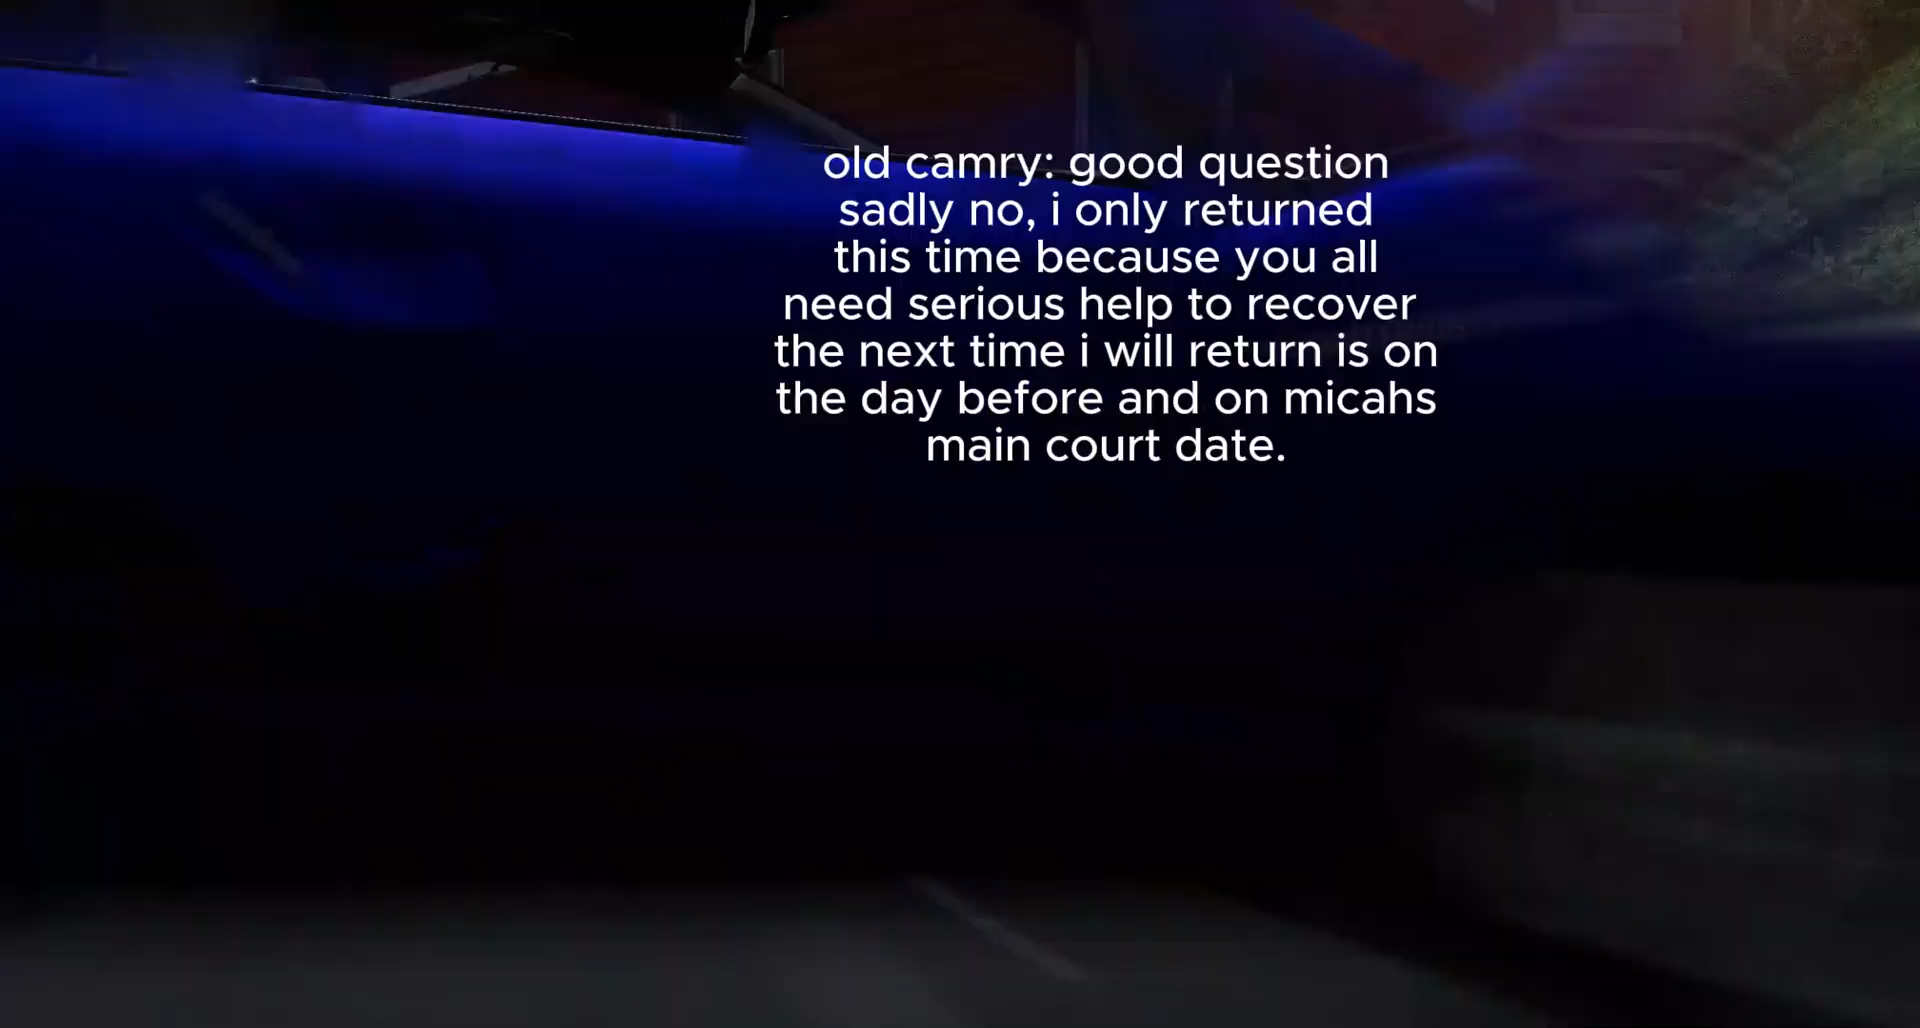 old camry: good question
sadly no, i only returned
this time because you all
need serious help to recover
the next time i will return is on
the day before and on micahs
main court date.